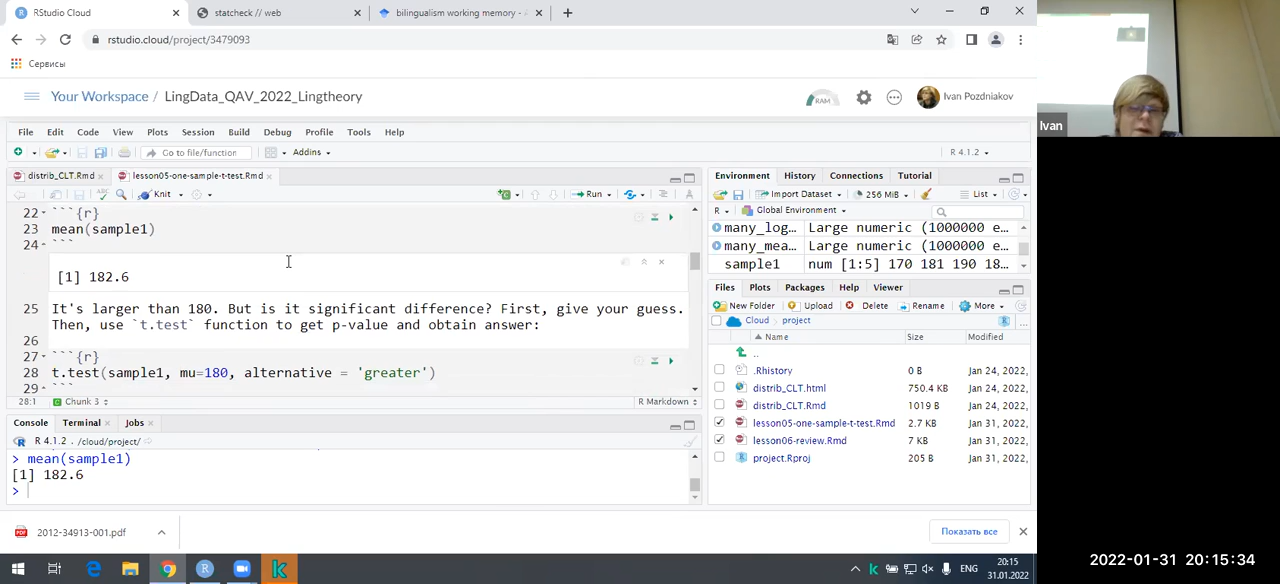 RStudio Cloud
statcheck // web
bilingualism working memory -
rstudio.cloud/project/3479093
Сервисы
Your Workspace / LingData_QAV_2022_Lingtheory
RAM
Ivan Pozdniakov
Ivan
File Edit Code View Plots Session Build Debug Profile Tools Help
Go to file/function
Addins
R 4.1.2
distrib_CLT.Rmd
lesson05-one-sample-t-test.Rmd
Knit
Run
22 ```{r}
23 mean(sample1)
24 ```
[1] 182.6
25 It's larger than 180. But is it significant difference? First, give your guess.
Then, use `t.test` function to get p-value and obtain answer:
26
27 ```{r}
28 t.test(sample1, mu=180, alternative = 'greater')
29 ```
28:1
Chunk 3
R Markdown
Console Terminal Jobs
R 4.1.2 . /cloud/project/
> mean(sample1)
[1] 182.6
>
Environment History Connections Tutorial
Import Dataset
256 MiB
List
R
Global Environment
many_log... Large numeric (1000000 e...
many_mea... Large numeric (1000000 e...
sample1 num [1:5] 170 181 190 18...
Files Plots Packages Help Viewer
New Folder Upload Delete Rename More
Cloud project
Name Size Modified
..
.Rhistory 0 B Jan 24, 2022,
distrib_CLT.html 750.4 KB Jan 24, 2022,
distrib_CLT.Rmd 1019 B Jan 24, 2022,
lesson05-one-sample-t-test.Rmd 2.7 KB Jan 31, 2022,
lesson06-review.Rmd 7 KB Jan 31, 2022,
project.Rproj 205 B Jan 31, 2022,
2012-34913-001.pdf
Показать все
ENG
20:15
31.01.2022
2022-01-31 20:15:34